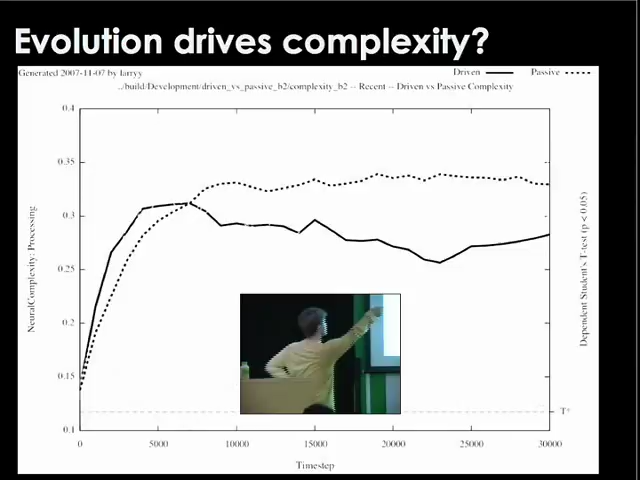 Evolution drives complexity?
Generated 2007-11-07 by larryy
Driven
Passive
../build/Development/driven_vs_passive_b2/complexity_b2 -- Recent -- Driven vs Passive Complexity
0.4
0.35
0.3
0.25
0.2
0.15
0.1
NeuralComplexity: Processing
Dependent Student's T-test (p < 0.05)
0
5000
10000
15000
20000
25000
30000
Timestep